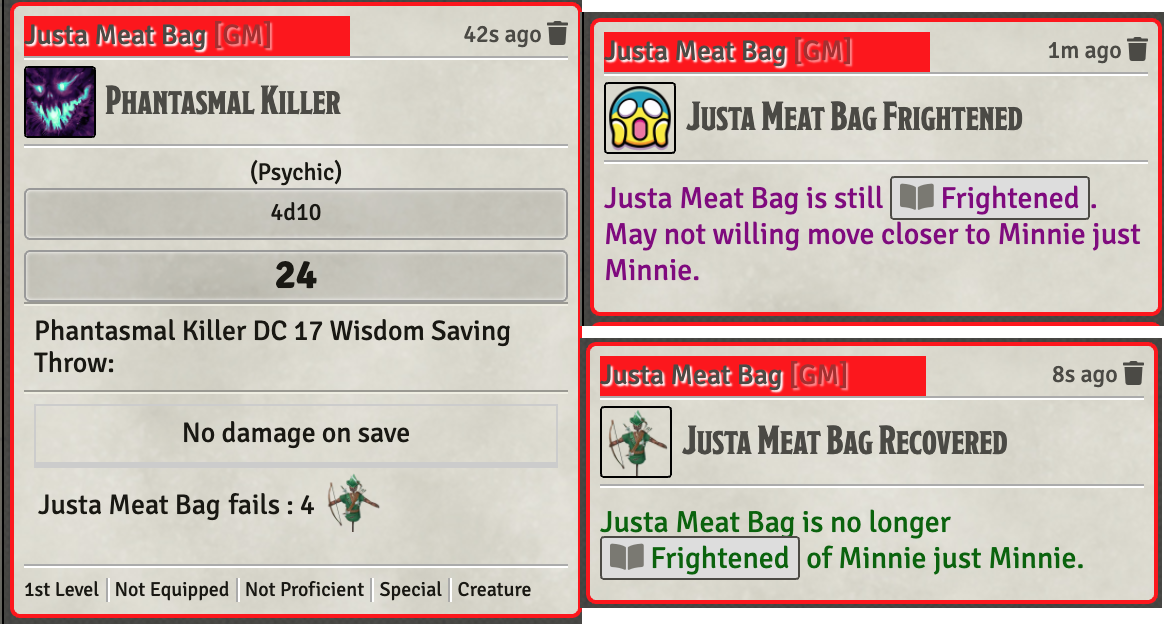 Justa Meat Bag [GM]
42s ago
Phantasmal Killer
(Psychic)
4d10
24
Phantasmal Killer DC 17 Wisdom Saving
Throw:
No damage on save
Justa Meat Bag fails : 4
1st Level | Not Equipped | Not Proficient | Special | Creature
Justa Meat Bag [GM]
1m ago
Justa Meat Bag Frightened
Justa Meat Bag is still Frightened.
May not willing move closer to Minnie just
Minnie.
Justa Meat Bag [GM]
8s ago
Justa Meat Bag Recovered
Justa Meat Bag is no longer
Frightened of Minnie just Minnie.